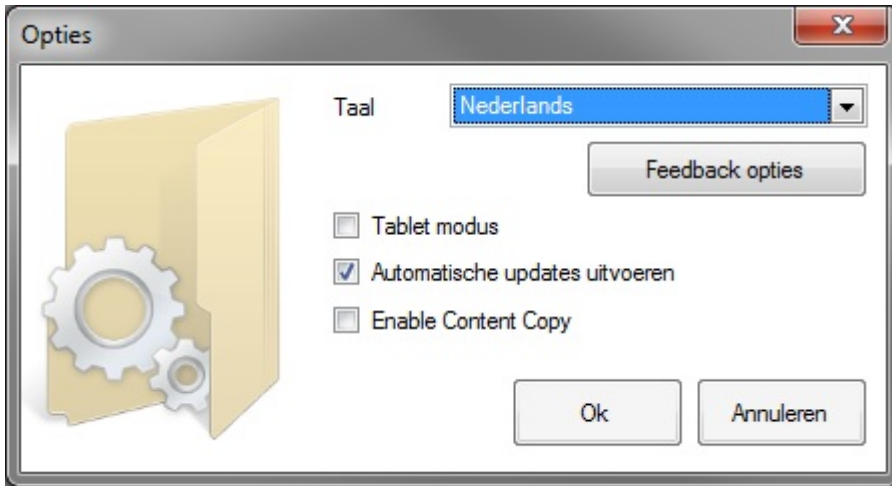 Opties
Taal Nederlands
Feedback opties
Tablet modus
Automatische updates uitvoeren
Enable Content Copy
Ok Annuleren